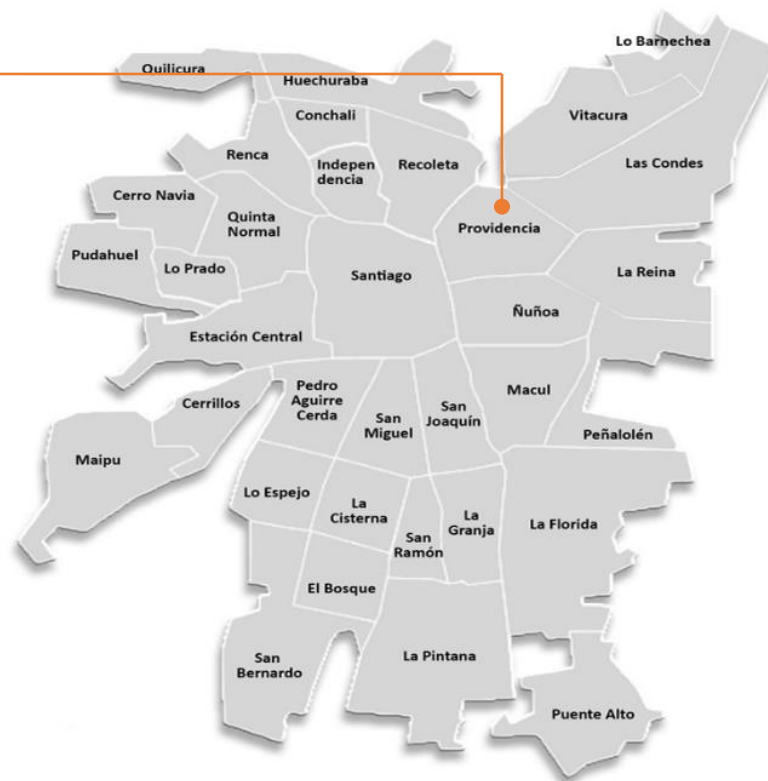 Lo Barnechea
Quilicura
Huechuraba
Conchali
Vitacura
Renca
Indepen
dencia
Recoleta
Las Condes
Cerro Navia
Quinta
Normal
Providencia
Pudahuel
Lo Prado
Santiago
La Reina
Ñuñoa
Estación Central
Pedro
Aguirre
Cerda
Cerrillos
San
Miguel
San
Joaquín
Macul
Peñalolén
Maipu
Lo Espejo
La
Cisterna
San
Ramón
La
Granja
La Florida
El Bosque
San
Bernardo
La Pintana
Puente Alto